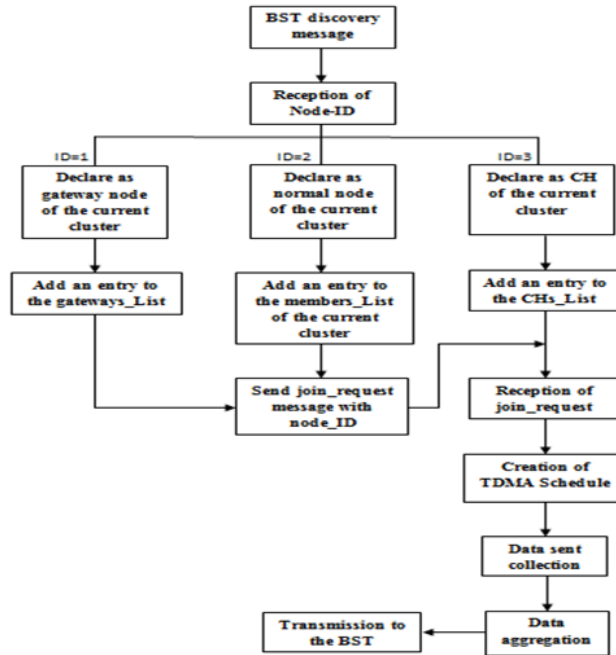 BST discovery
message
Reception of
Node-ID
ID=1
ID=2
ID=3
Declare as
gateway node
of the current
cluster
Declare as
normal node
of the current
cluster
Declare as CH
of the current
cluster
Add an entry to
the gateways_List
Add an entry to
the members_List
of the current
cluster
Add an entry to
the CHs_List
Send join_request
message with
node_ID
Reception of
join_request
Creation of
TDMA Schedule
Data sent
collection
Data
aggregation
Transmission to
the BST